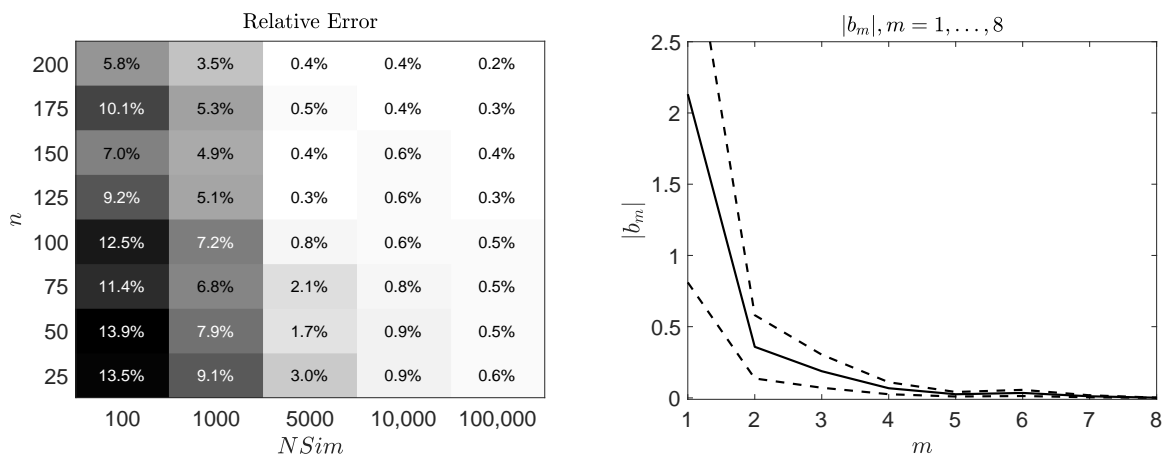 Relative Error
200 5.8% 3.5% 0.4% 0.4% 0.2%
175 10.1% 5.3% 0.5% 0.4% 0.3%
150 7.0% 4.9% 0.4% 0.6% 0.4%
125 9.2% 5.1% 0.3% 0.6% 0.3%
100 12.5% 7.2% 0.8% 0.6% 0.5%
75 11.4% 6.8% 2.1% 0.8% 0.5%
50 13.9% 7.9% 1.7% 0.9% 0.5%
25 13.5% 9.1% 3.0% 0.9% 0.6%
n
100 1000 5000 10,000 100,000
NSim
|b_m|, m = 1, . . . , 8
2.5
2
1.5
1
0.5
0
|b_m|
1 2 3 4 5 6 7 8
m